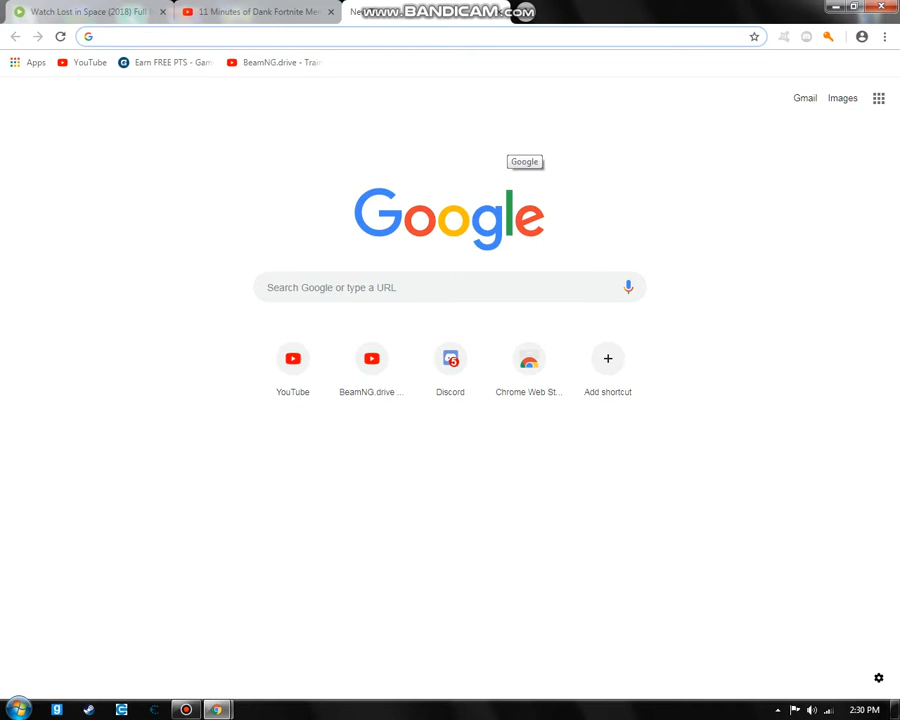 Watch Lost in Space (2018) Full
11 Minutes of Dank Fortnite Me
Ne
www.BANDICAM.com
Apps
YouTube
Earn FREE PTS - Gam
BeamNG.drive - Train
Gmail
Images
Google
Google
Search Google or type a URL
YouTube
BeamNG.drive ...
Discord
Chrome Web St...
Add shortcut
2:30 PM